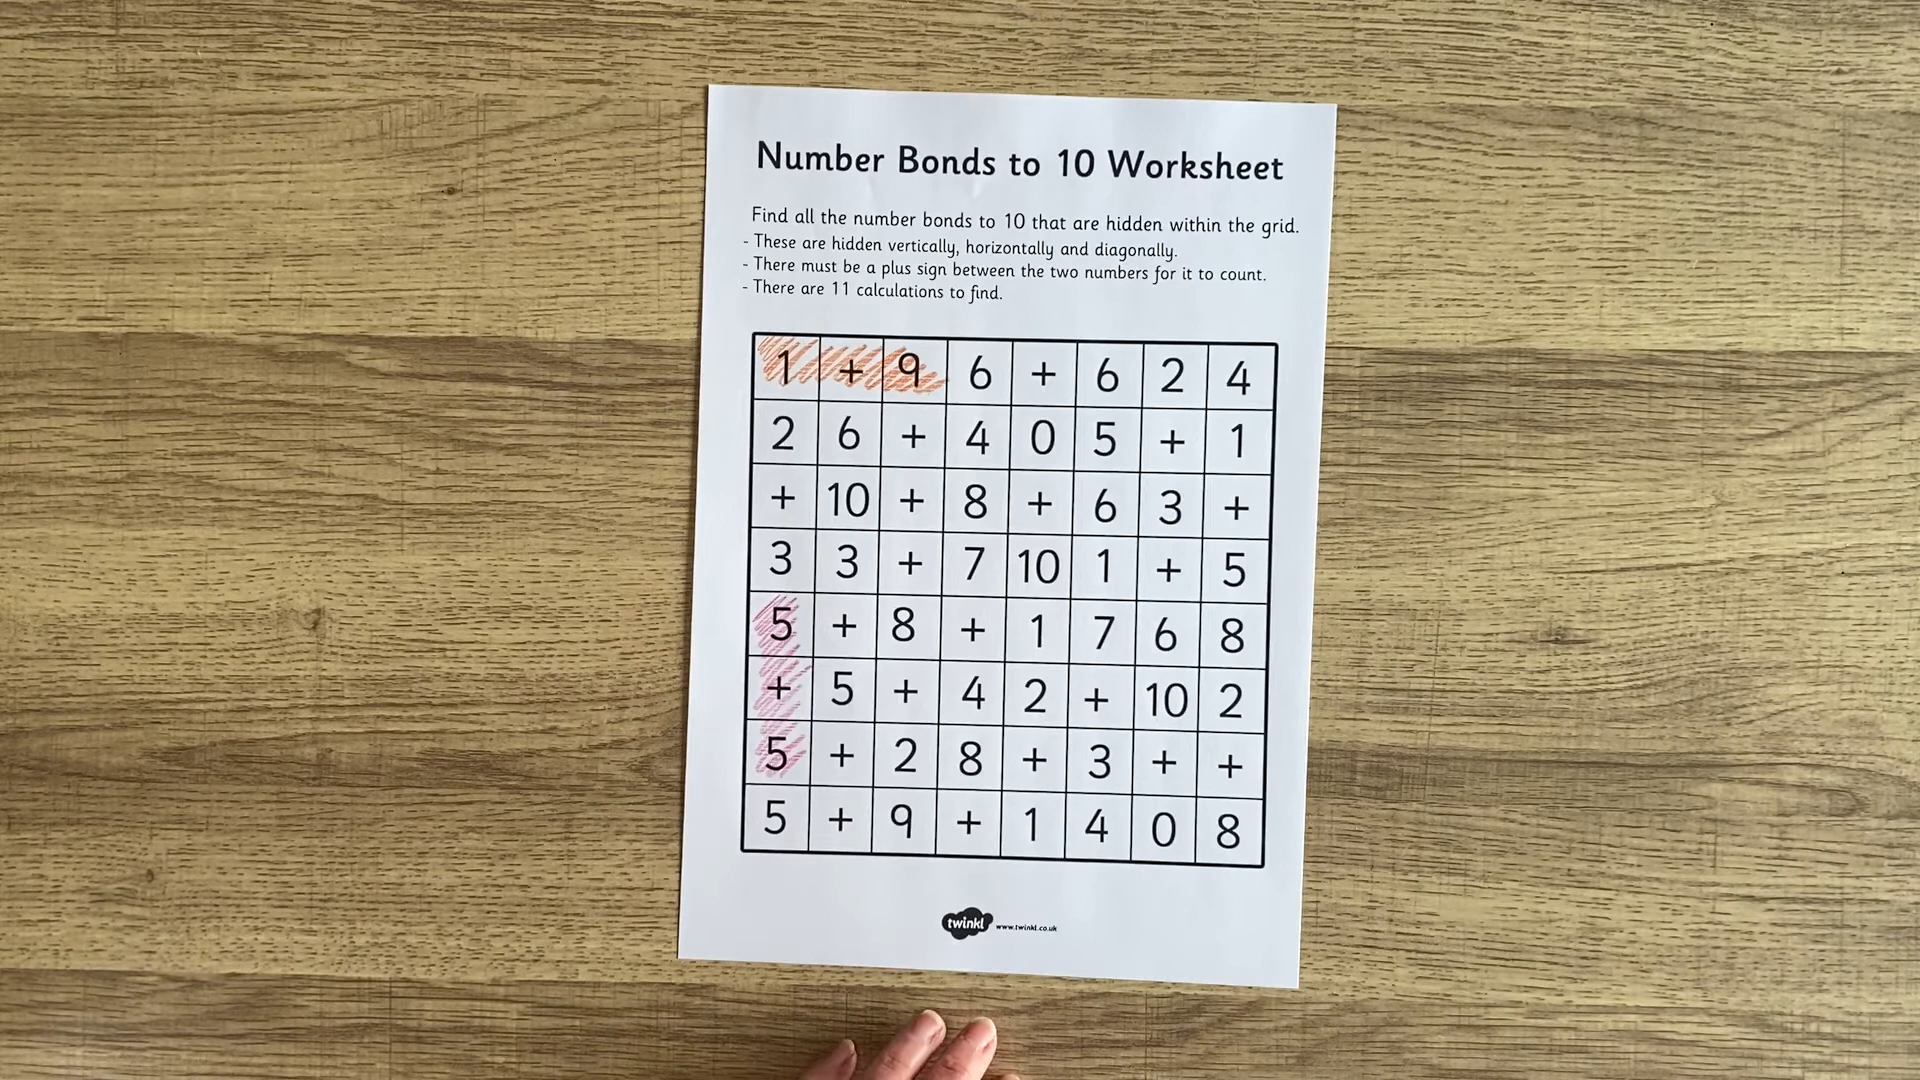 Number Bonds to 10 Worksheet
Find all the number bonds to 10 that are hidden within the grid.
- These are hidden vertically, horizontally and diagonally.
- There must be a plus sign between the two numbers for it to count.
- There are 11 calculations to find.
1 + 9 6 + 6 2 4
2 6 + 4 0 5 + 1
+ 10 + 8 + 6 3 +
3 3 + 7 10 1 + 5
5 + 8 + 1 7 6 8
+ 5 + 4 2 + 10 2
5 + 2 8 + 3 + +
5 + 9 + 1 4 0 8
twinkl www.twinkl.co.uk